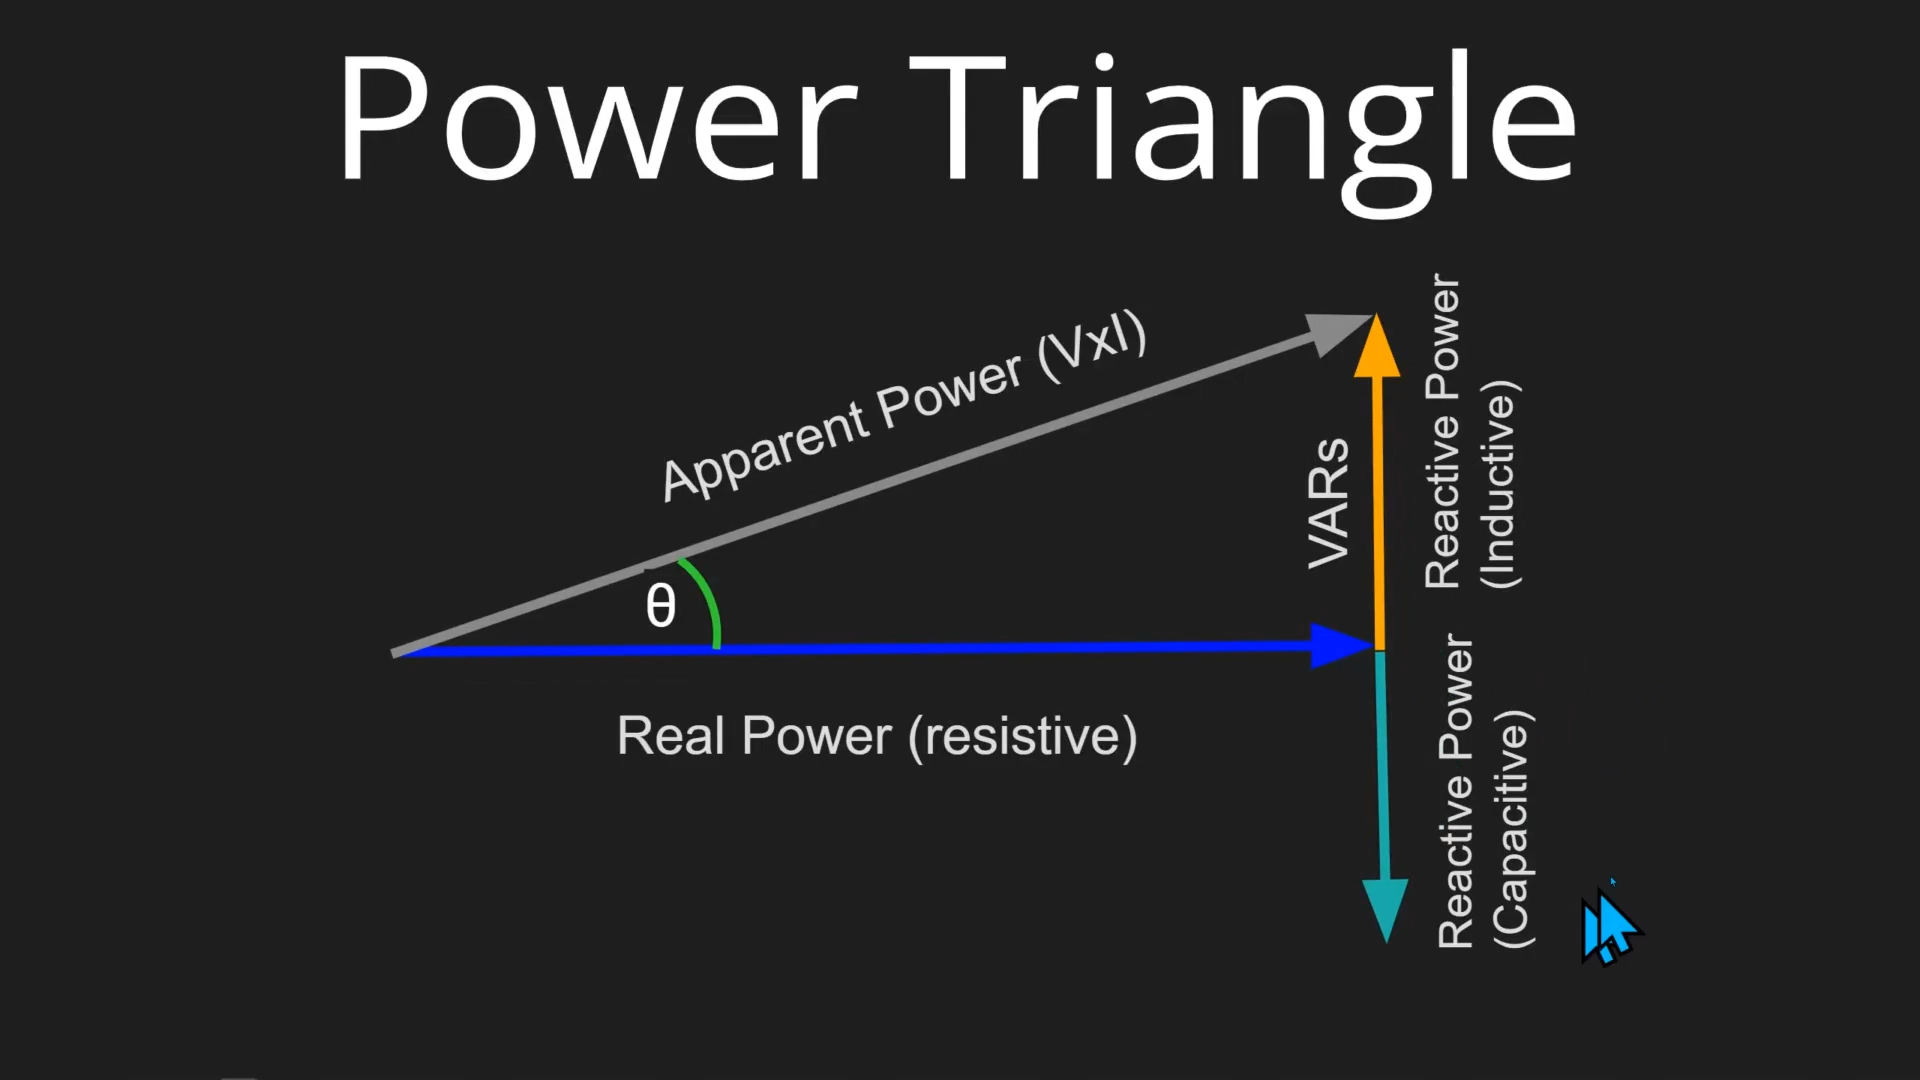 Power Triangle
Apparent Power (VxI)
θ
VARs
Reactive Power
(Inductive)
Real Power (resistive)
Reactive Power
(Capacitive)